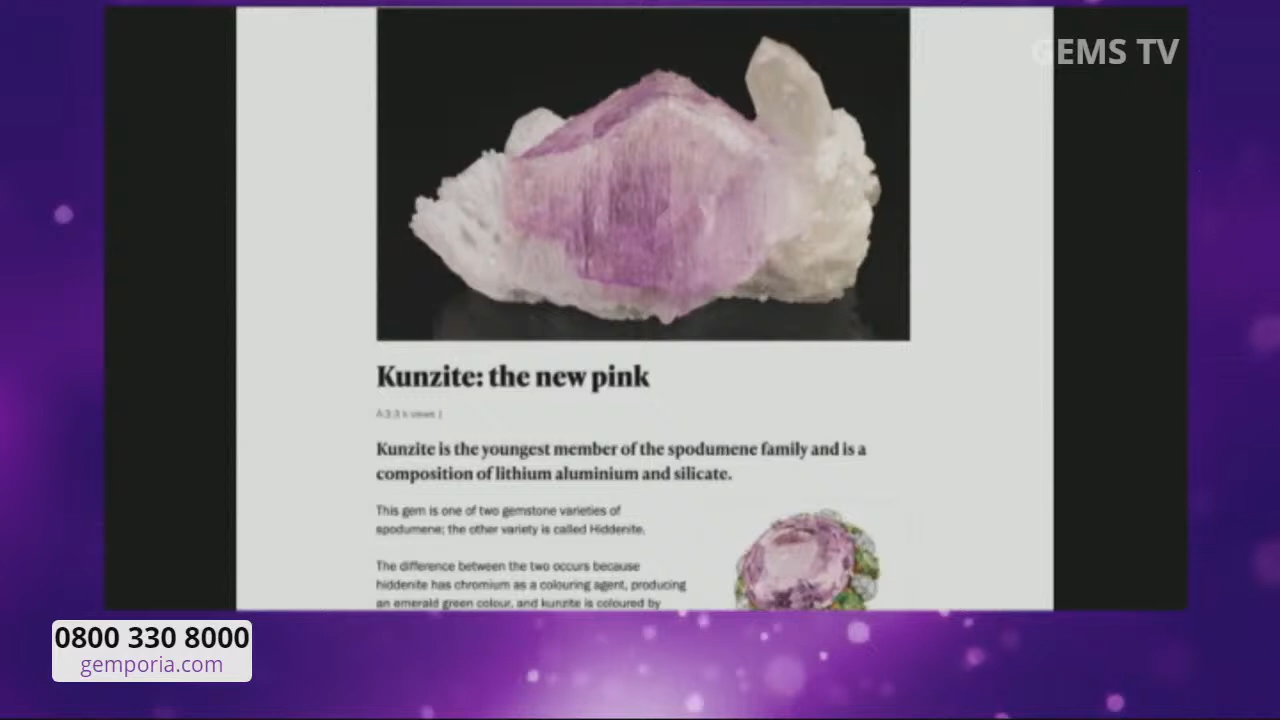 GEMS TV
Kunzite: the new pink
Kunzite is the youngest member of the spodumene family and is a
composition of lithium aluminium and silicate.
This gem is one of two gemstone varieties of
spodumene; the other variety is called Hiddenite.
The difference between the two occurs because
hiddenite has chromium as a colouring agent, producing
an emerald green colour, and kunzite is coloured by
0800 330 8000
gemporia.com